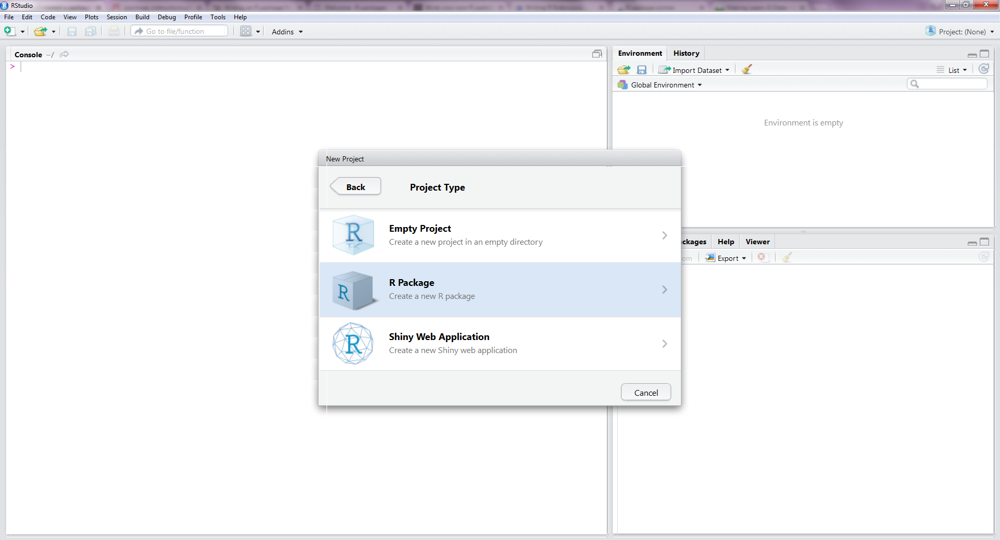 RStudio
File Edit Code View Plots Session Build Debug Profile Tools Help
Go to file/function Addins Project: (None)
Console ~/
>
Environment History
Import Dataset List
Global Environment
Environment is empty
New Project
Back Project Type
R
Empty Project
Create a new project in an empty directory
R
R Package
Create a new R package
R
Shiny Web Application
Create a new Shiny web application
Cancel
ckages Help Viewer
om Export